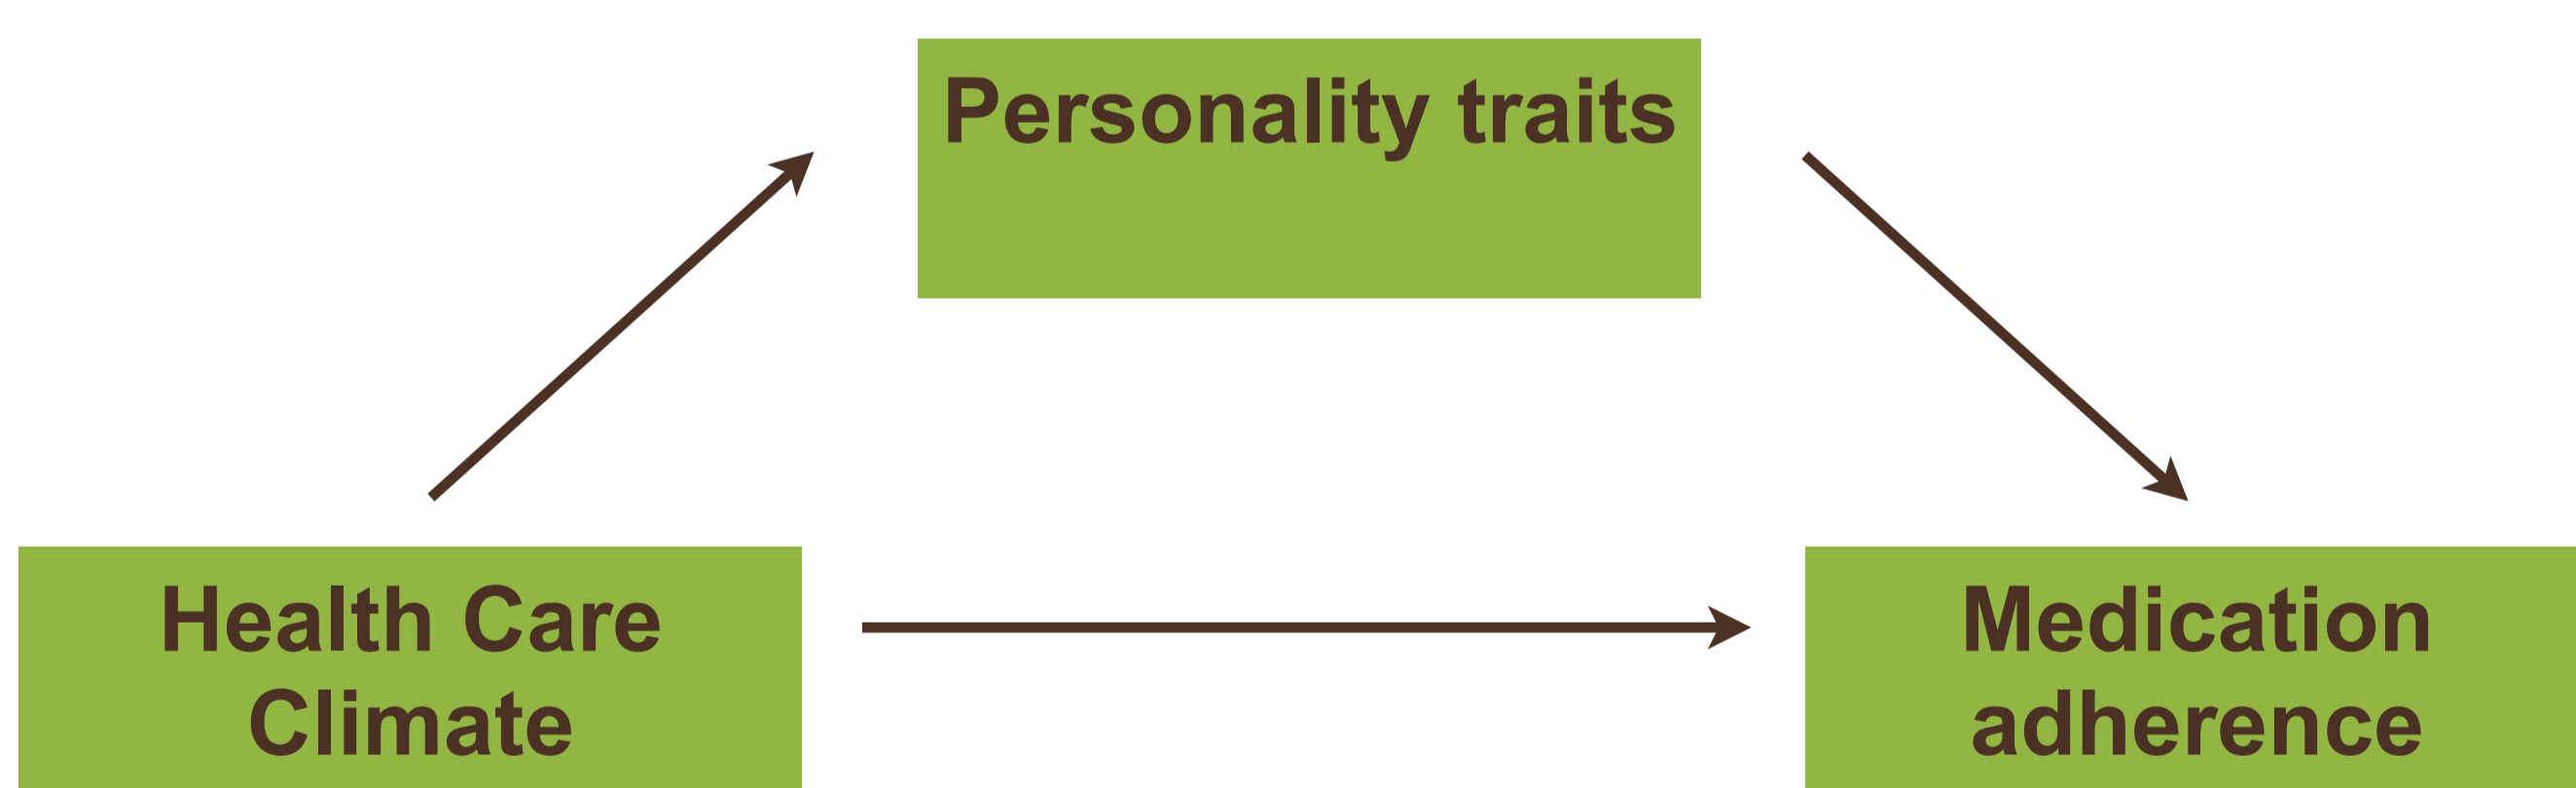 Personality traits
Health Care
Climate
Medication
adherence